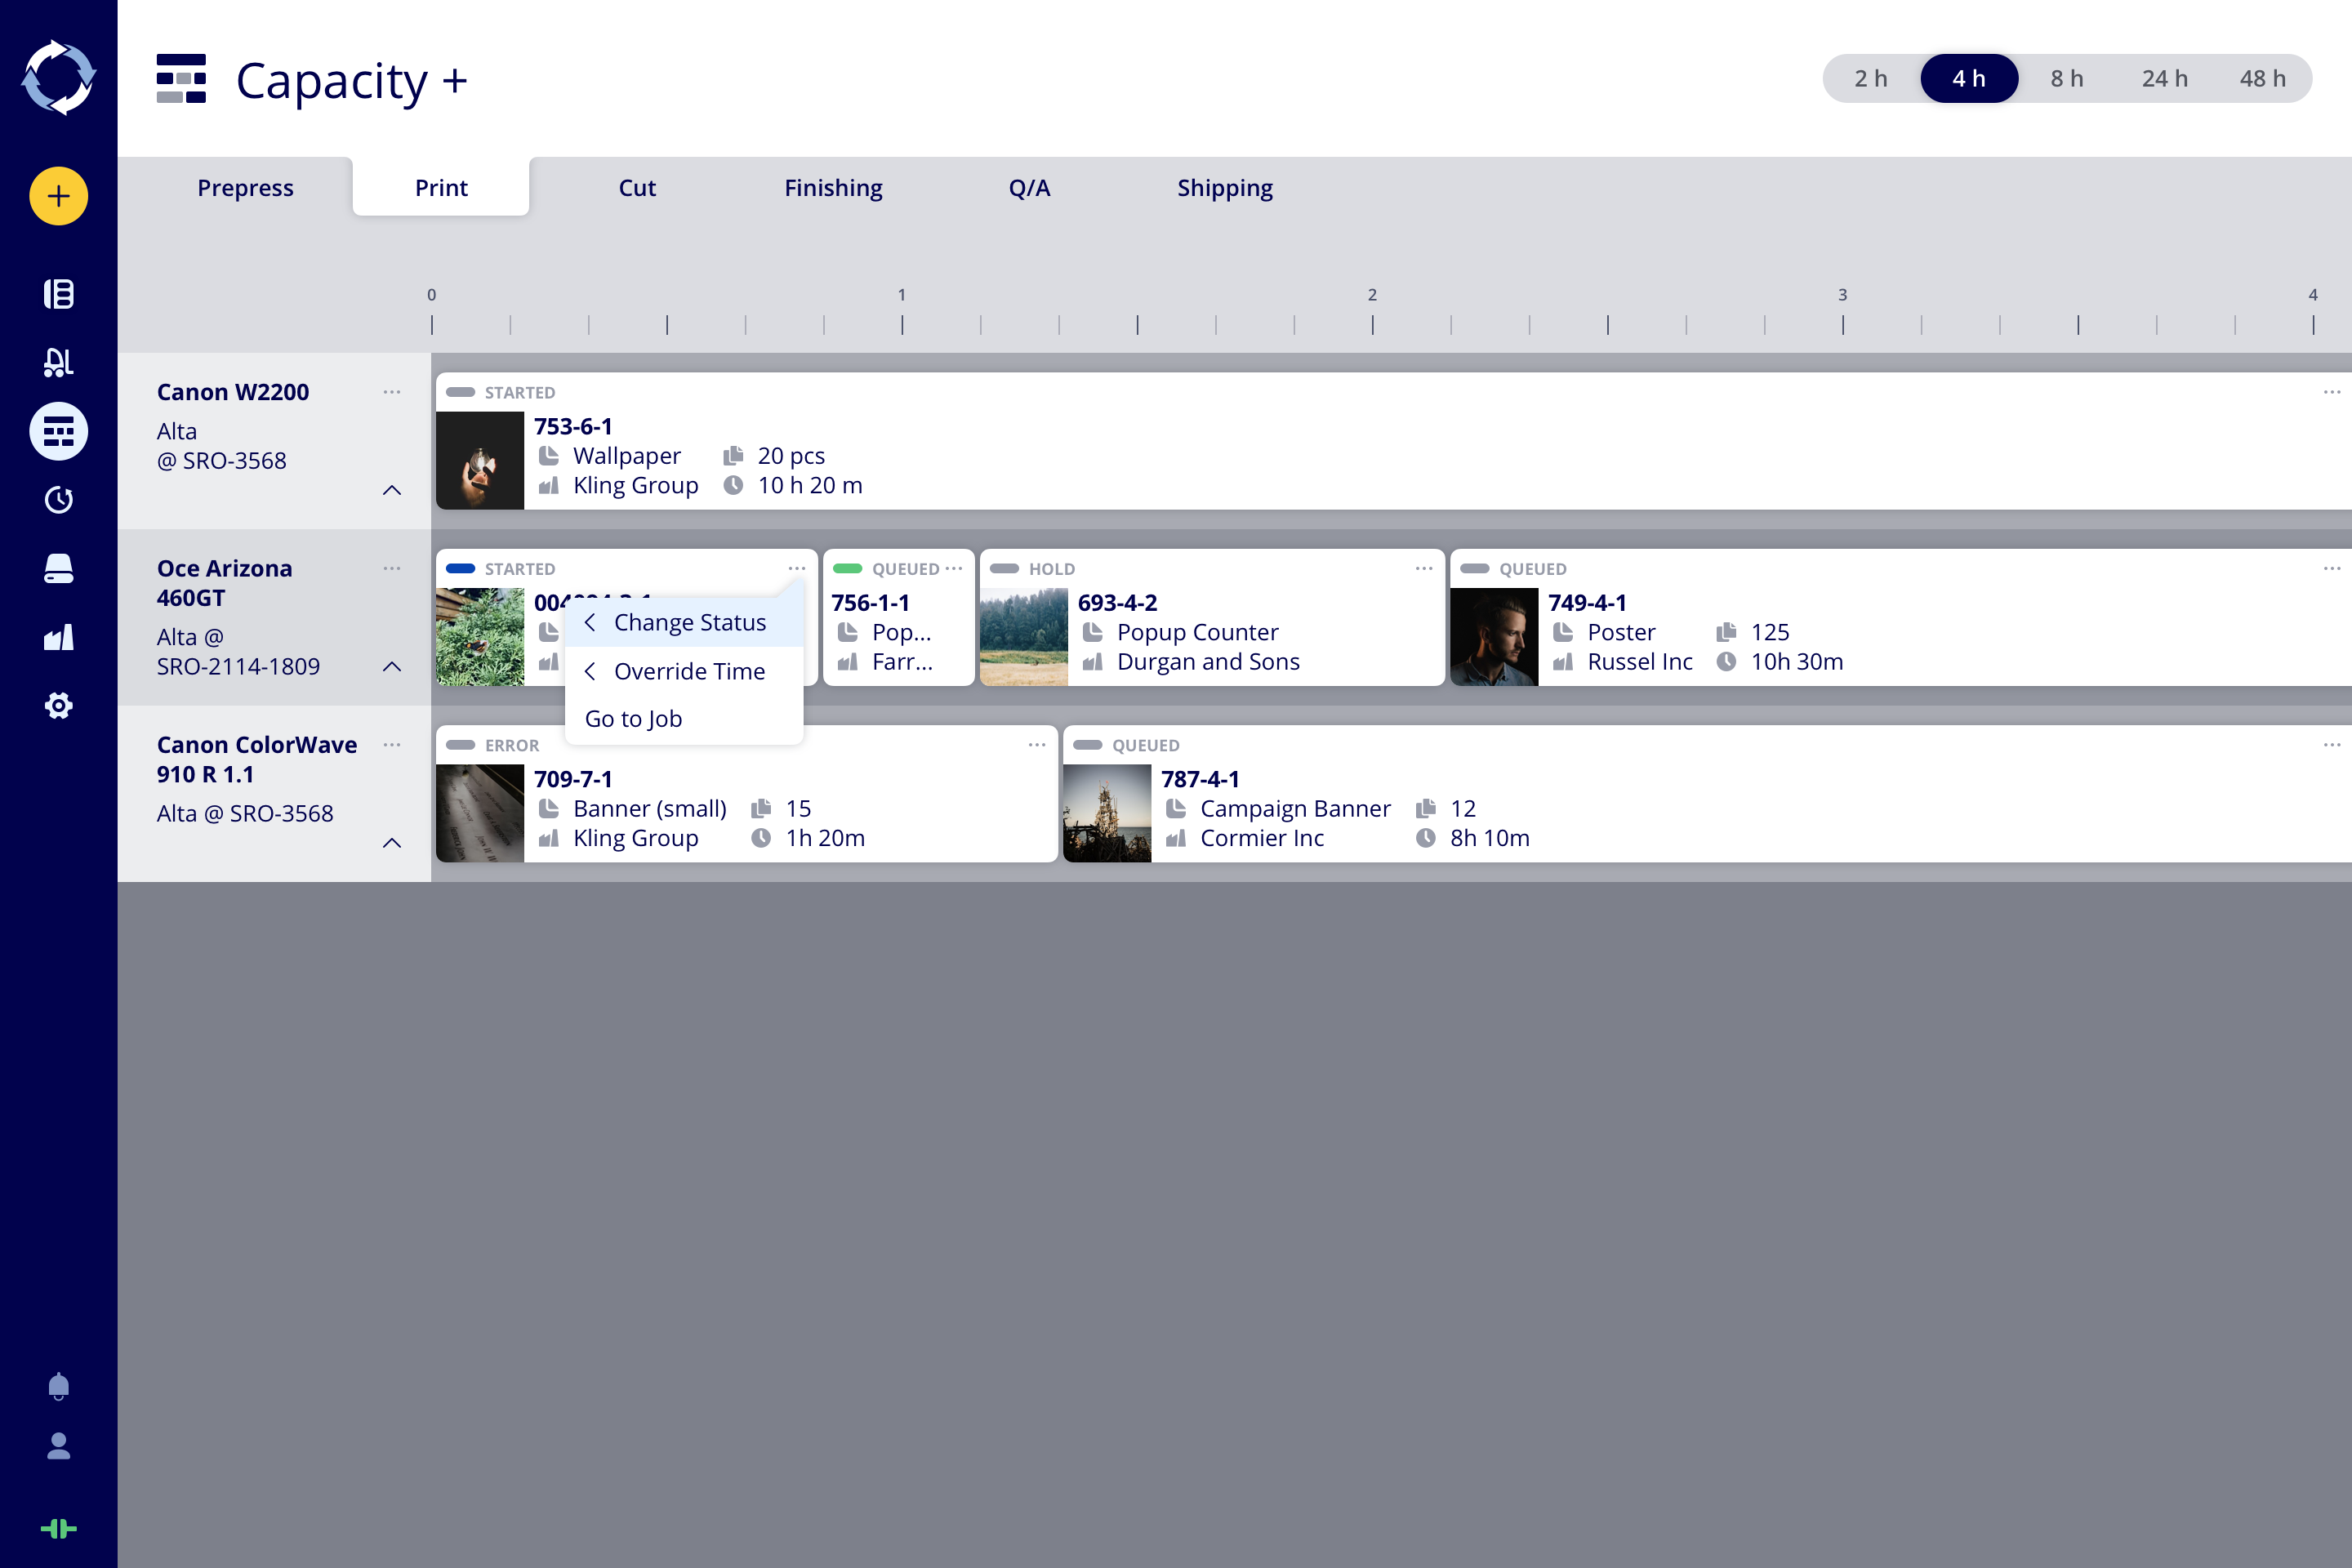 Capacity +
2 h
4 h
8 h
24 h
48 h
Prepress
Print
Cut
Finishing
Q/A
Shipping
0
1
2
3
4
Canon W2200
Alta
@ SRO-3568
STARTED
753-6-1
Wallpaper
20 pcs
Kling Group
10 h 20 m
Oce Arizona
460GT
Alta @
SRO-2114-1809
STARTED
Change Status
Override Time
Go to Job
QUEUED
756-1-1
Pop...
Farr...
HOLD
693-4-2
Popup Counter
Durgan and Sons
QUEUED
749-4-1
Poster
125
Russel Inc
10h 30m
Canon ColorWave
910 R 1.1
Alta @ SRO-3568
ERROR
709-7-1
Banner (small)
15
Kling Group
1h 20m
QUEUED
787-4-1
Campaign Banner
12
Cormier Inc
8h 10m